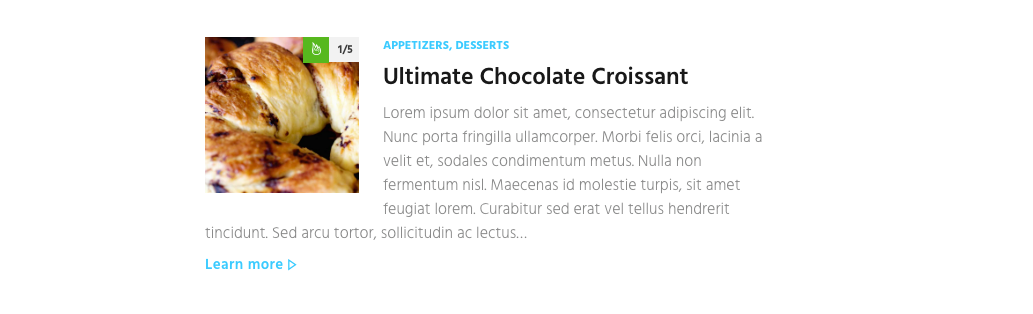 1/5
APPETIZERS, DESSERTS
Ultimate Chocolate Croissant
Lorem ipsum dolor sit amet, consectetur adipiscing elit.
Nunc porta fringilla ullamcorper. Morbi felis orci, lacinia a
velit et, sodales condimentum metus. Nulla non
fermentum nisl. Maecenas id molestie turpis, sit amet
feugiat lorem. Curabitur sed erat vel tellus hendrerit
tincidunt. Sed arcu tortor, sollicitudin ac lectus...
Learn more